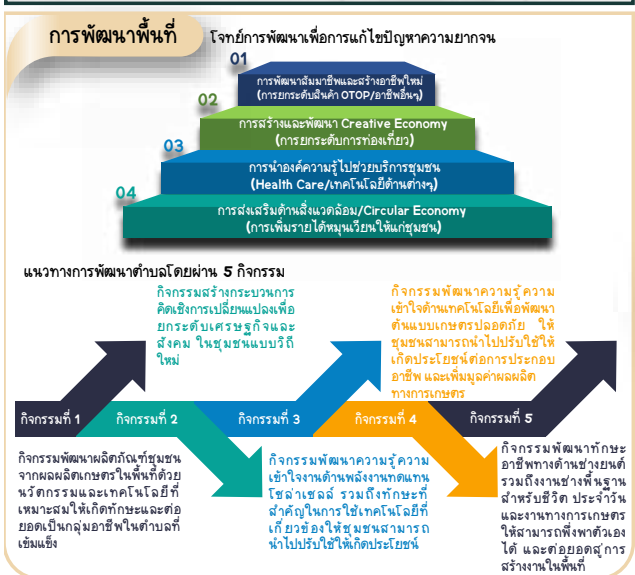 การพัฒนาพื้นที่
โจทย์การพัฒนาเพื่อการแก้ไขปัญหาความยากจน
01
การพัฒนาสัมมาชีพและสร้างอาชีพใหม่
(การยกระดับสินค้า OTOP/อาชีพอื่นๆ)
02
การสร้างและพัฒนา Creative Economy
(การยกระดับการท่องเที่ยว)
03
การนำองค์ความรู้ไปช่วยบริการชุมชน
(Health Care/เทคโนโลยีด้านต่างๆ)
04
การส่งเสริมด้านสิ่งแวดล้อม/Circular Economy
(การเพิ่มรายได้หมุนเวียนให้แก่ชุมชน)
แนวทางการพัฒนาตำบลโดยผ่าน 5 กิจกรรม
กิจกรรมสร้างกระบวนการ
คิดเชิงการเปลี่ยนแปลงเพื่อ
ยกระดับเศรษฐกิจและ
สังคม ในชุมชนแบบวิถี
ใหม่
กิจกรรมพัฒนาความรู้ความ
เข้าใจด้านเทคโนโลยีเพื่อพัฒนา
ต้นแบบเกษตรปลอดภัย ให้
ชุมชนสามารถนำไปปรับใช้ให้
เกิดประโยชน์ต่อการประกอบ
อาชีพ และเพิ่มมูลค่าผลผลิต
ทางการเกษตร
กิจกรรมที่ 1
กิจกรรมที่ 2
กิจกรรมที่ 3
กิจกรรมที่ 4
กิจกรรมที่ 5
กิจกรรมพัฒนาผลิตภัณฑ์ชุมชน
จากผลผลิตเกษตรในพื้นที่ด้วย
นวัตกรรมและเทคโนโลยีที่
เหมาะสมให้เกิดทักษะและต่อ
ยอดเป็นกลุ่มอาชีพในตำบลที่
เข้มแข็ง
กิจกรรมพัฒนาความรู้ความ
เข้าใจงานด้านพลังงานทดแทน
โซล่าเซลล์ รวมถึงทักษะที่
สำคัญในการใช้เทคโนโลยีที่
เกี่ยวข้องให้ชุมชนสามารถ
นำไปปรับใช้ให้เกิดประโยชน์
กิจกรรมพัฒนาทักษะ
อาชีพทางด้านช่างยนต์
รวมถึงงานช่างพื้นฐาน
สำหรับชีวิต ประจำวัน
และงานทางการเกษตร
ให้สามารถพึ่งพาตัวเอง
ได้ และต่อยอดสู่การ
สร้างงานในพื้นที่